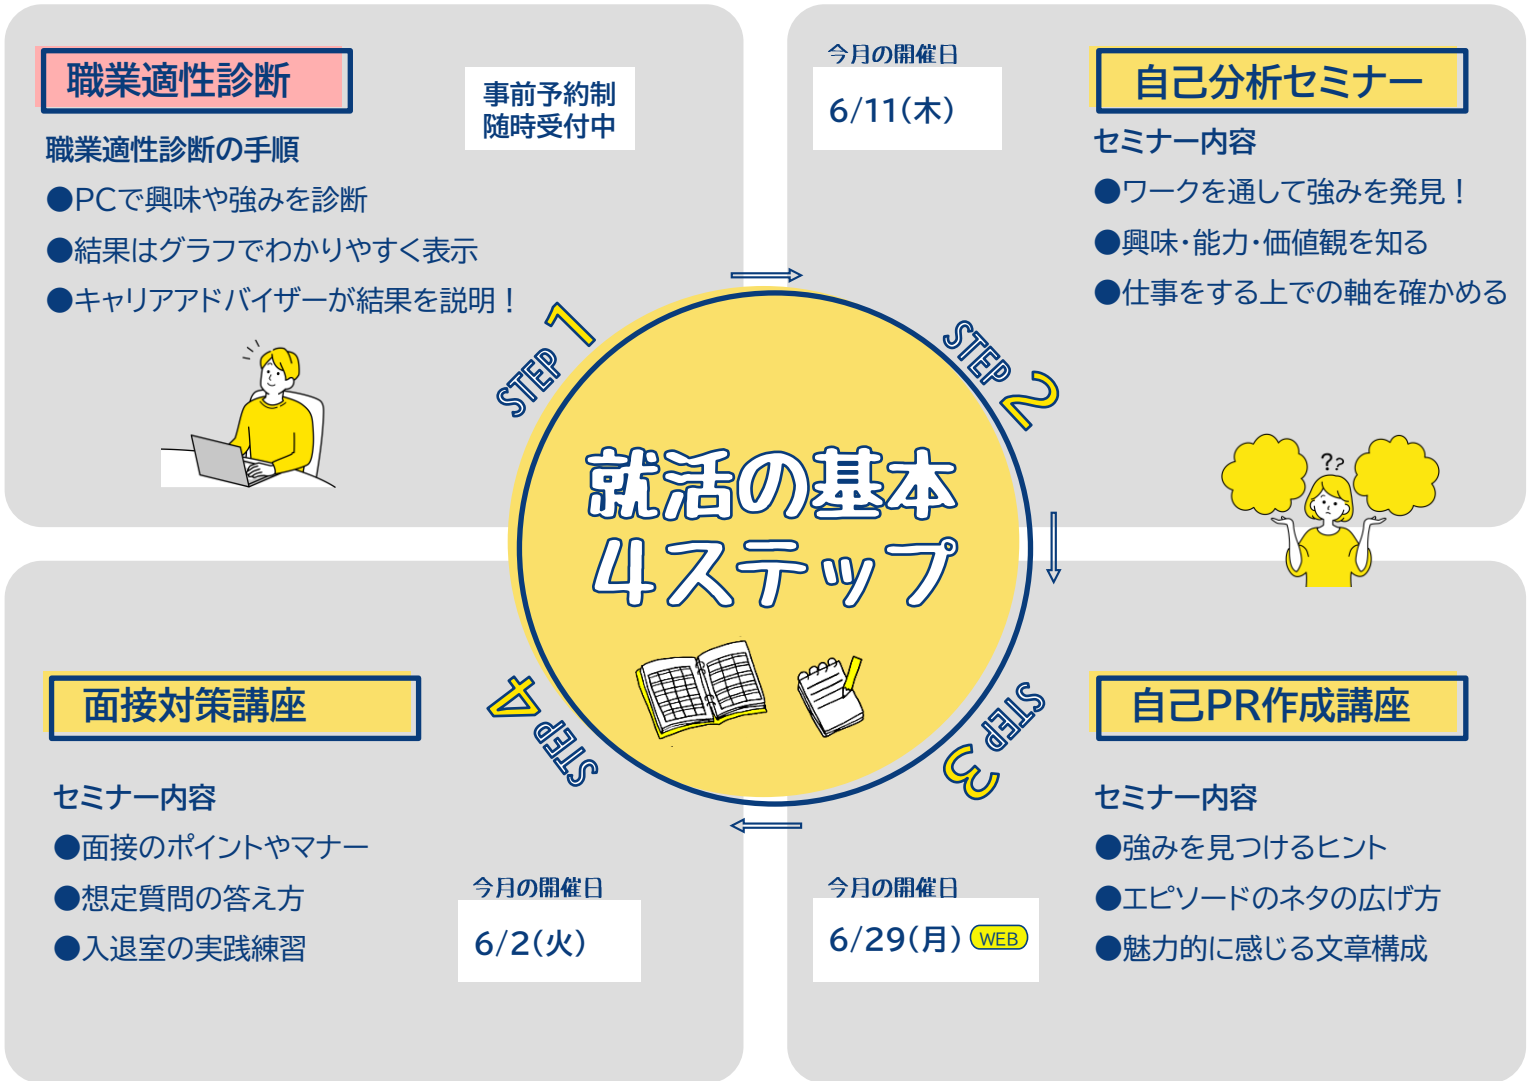 職業適性診断
事前予約制
随時受付中
職業適性診断の手順
●PCで興味や強みを診断
●結果はグラフでわかりやすく表示
●キャリアアドバイザーが結果を説明！
STEP 1
今月の開催日
6/11(木)
自己分析セミナー
セミナー内容
●ワークを通して強みを発見！
●興味・能力・価値観を知る
●仕事をする上での軸を確かめる
STEP 2
??
就活の基本
4ステップ
自己PR作成講座
セミナー内容
●強みを見つけるヒント
●エピソードのネタの広げ方
●魅力的に感じる文章構成
STEP 3
今月の開催日
6/29(月) WEB
面接対策講座
セミナー内容
●面接のポイントやマナー
●想定質問の答え方
●入退室の実践練習
STEP 4
今月の開催日
6/2(火)